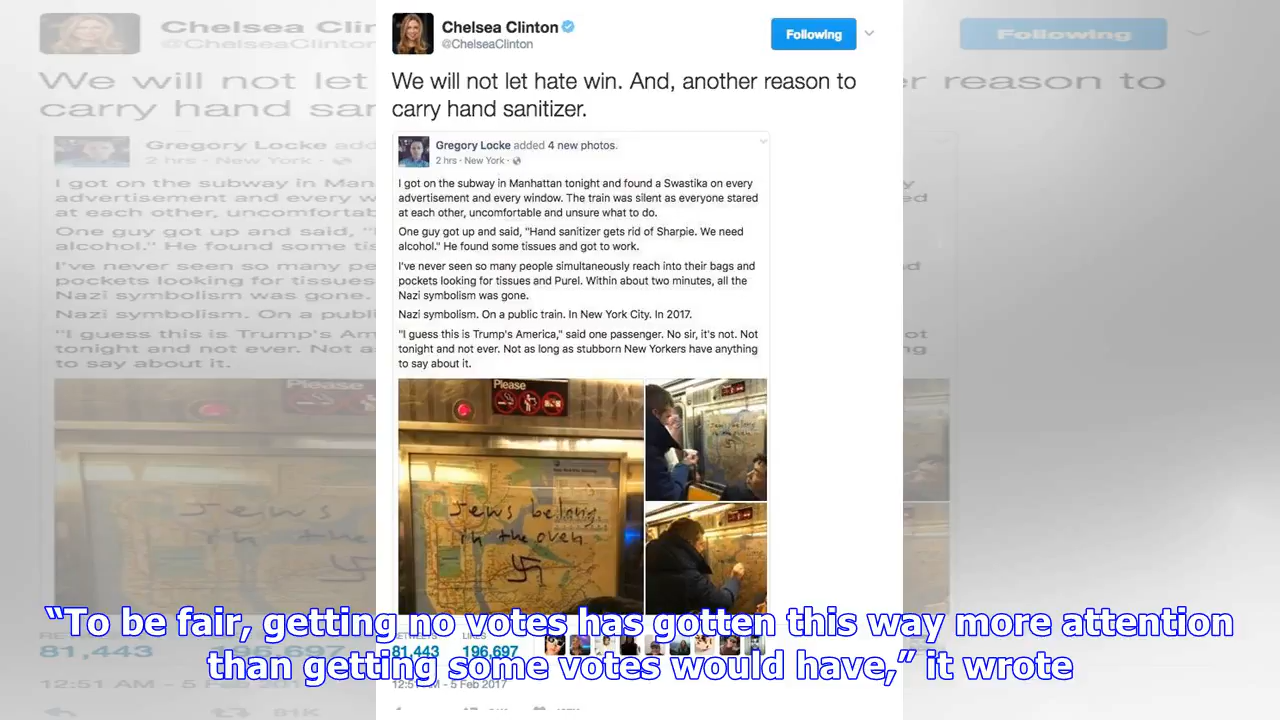 Chelsea Clinton
@ChelseaClinton
Following
We will not let hate win. And, another reason to
carry hand sanitizer.
Gregory Locke added 4 new photos.
2 hrs · New York ·
I got on the subway in Manhattan tonight and found a Swastika on every
advertisement and every window. The train was silent as everyone stared
at each other, uncomfortable and unsure what to do.
One guy got up and said, "Hand sanitizer gets rid of Sharpie. We need
alcohol." He found some tissues and got to work.
I've never seen so many people simultaneously reach into their bags and
pockets looking for tissues and Purel. Within about two minutes, all the
Nazi symbolism was gone.
Nazi symbolism. On a public train. In New York City. In 2017.
"I guess this is Trump's America," said one passenger. No sir, it's not. Not
tonight and not ever. Not as long as stubborn New Yorkers have anything
to say about it.
Please
Jews belong
in the oven
RETWEETS LIKES
81,443 196,697
12:51 AM - 5 Feb 2017
“To be fair, getting no votes has gotten this way more attention
than getting some votes would have,” it wrote